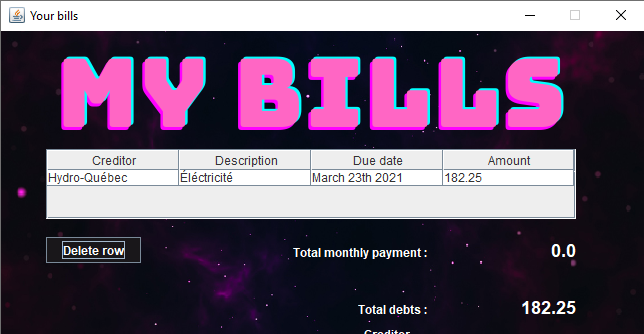 Your bills
MY BILLS
Creditor Description Due date Amount
Hydro-Québec Éléctricité March 23th 2021 182.25
Delete row Total monthly payment : 0.0
Total debts : 182.25
Creditor